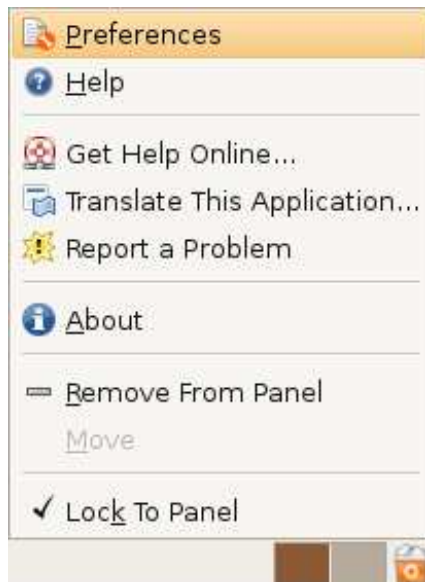 Preferences
Help
Get Help Online...
Translate This Application...
Report a Problem
About
Remove From Panel
Move
Lock To Panel